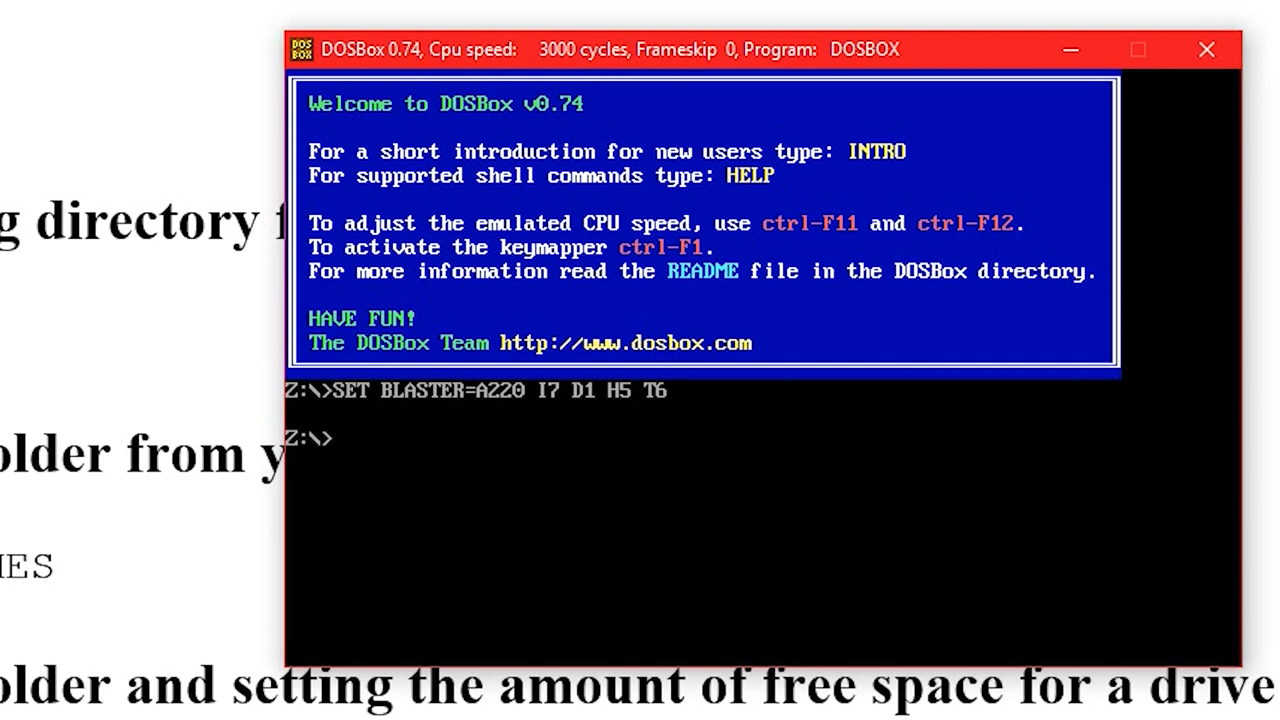 DOSBox 0.74, Cpu speed: 3000 cycles, Frameskip 0, Program: DOSBOX
Welcome to DOSBox v0.74
For a short introduction for new users type: INTRO
For supported shell commands type: HELP
To adjust the emulated CPU speed, use ctrl-F11 and ctrl-F12.
To activate the keymapper ctrl-F1.
For more information read the README file in the DOSBox directory.
HAVE FUN!
The DOSBox Team http://www.dosbox.com
Z:\>SET BLASTER=A220 I7 D1 H5 T6
Z:\>
g directory f
older from y
MES
older and setting the amount of free space for a drive